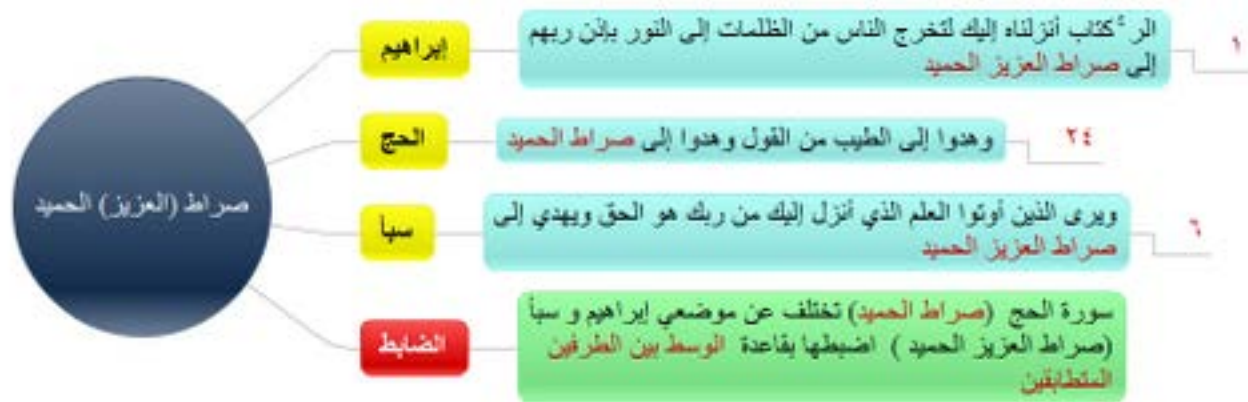 صراط (العزيز) الحميد
إبراهيم
الر ۚ كتاب أنزلناه إليك لتخرج الناس من الظلمات إلى النور بإذن ربهم
إلى صراط العزيز الحميد
١
الحج
وهدوا إلى الطيب من القول وهدوا إلى صراط الحميد
٢٤
سبأ
ويرى الذين أوتوا العلم الذي أنزل إليك من ربك هو الحق ويهدي إلى
صراط العزيز الحميد
٦
الضابط
سورة الحج (صراط الحميد) تختلف عن موضعي إبراهيم و سبأ
(صراط العزيز الحميد ) اضبطها بقاعدة الوسط بين الطرفين
المتطابقين